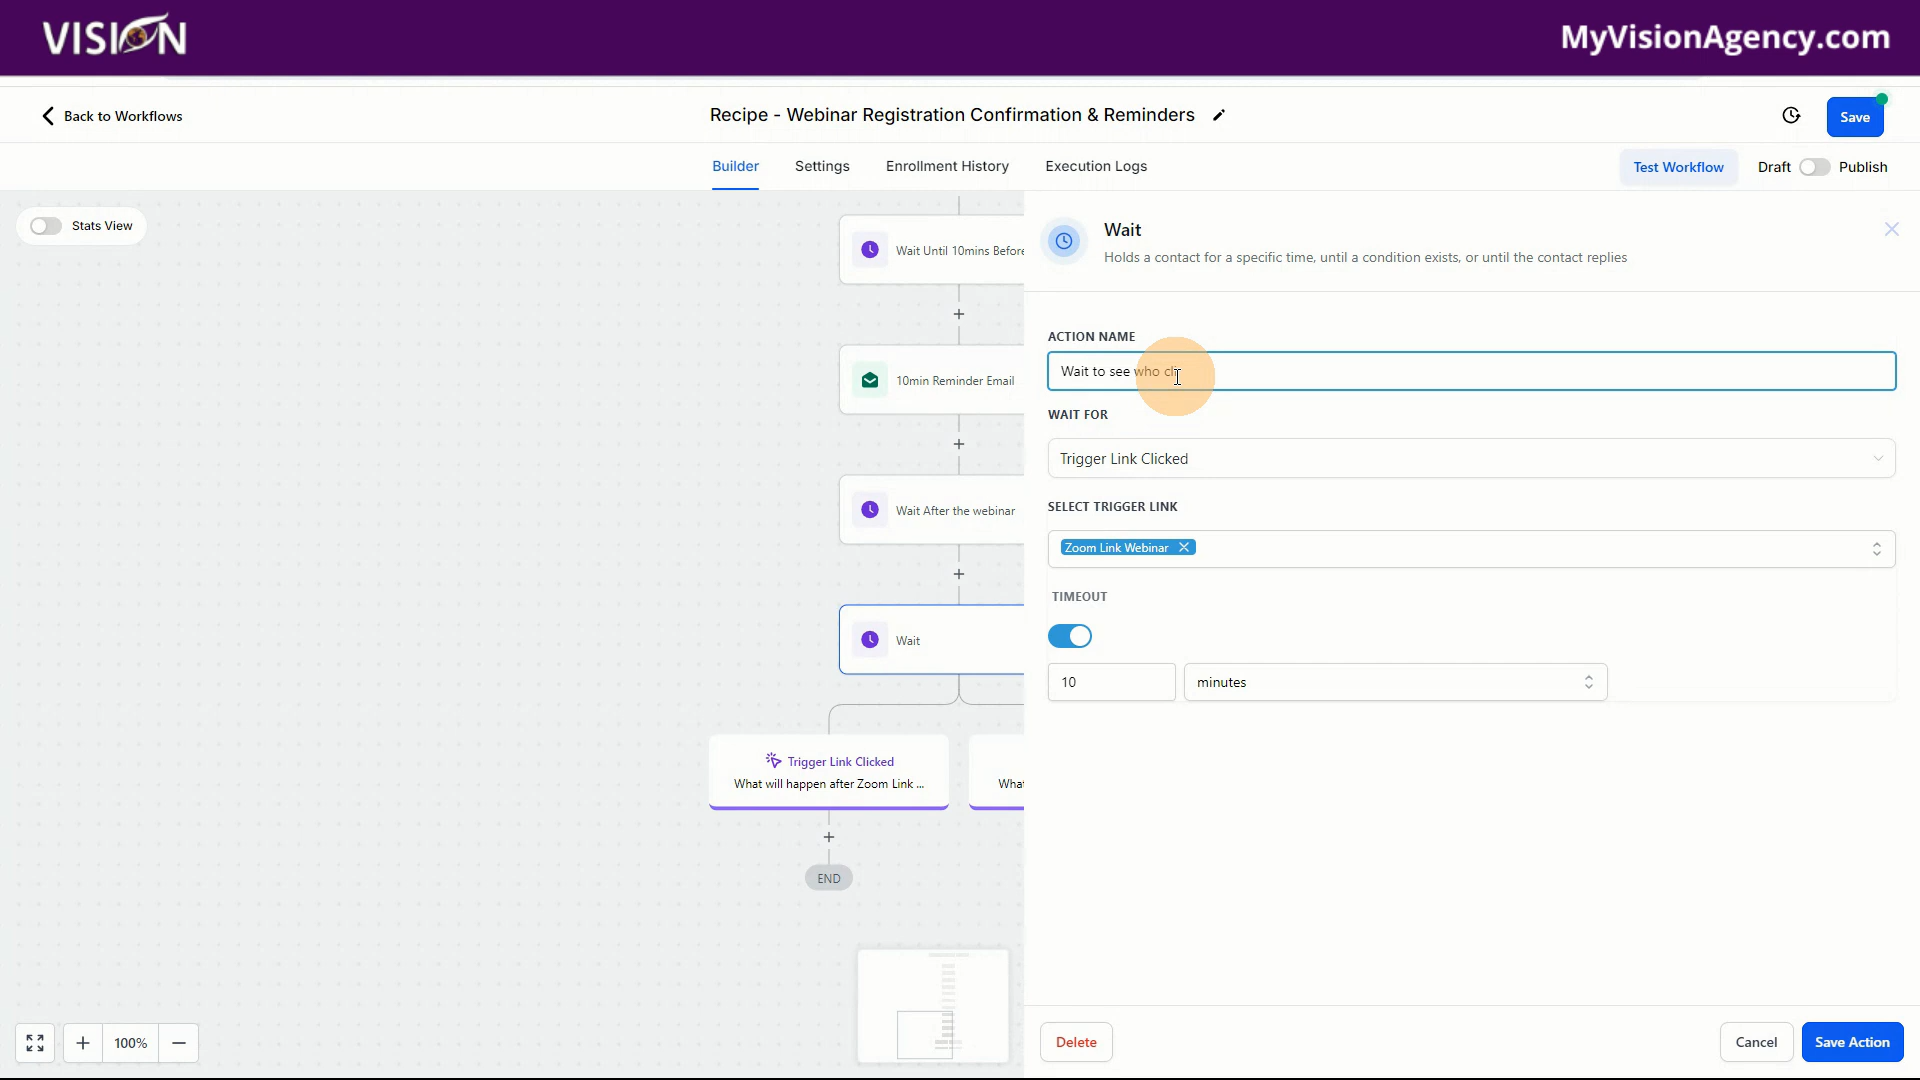 VISION
MyVisionAgency.com
Back to Workflows
Recipe - Webinar Registration Confirmation & Reminders
Save
Builder
Settings
Enrollment History
Execution Logs
Test Workflow
Draft
Publish
Stats View
Wait Until 10mins Before
10min Reminder Email
Wait After the webinar
Wait
Trigger Link Clicked
What will happen after Zoom Link ...
What
END
100%
Wait
Holds a contact for a specific time, until a condition exists, or until the contact replies
ACTION NAME
Wait to see who cli
WAIT FOR
Trigger Link Clicked
SELECT TRIGGER LINK
Zoom Link Webinar
TIMEOUT
10
minutes
Delete
Cancel
Save Action